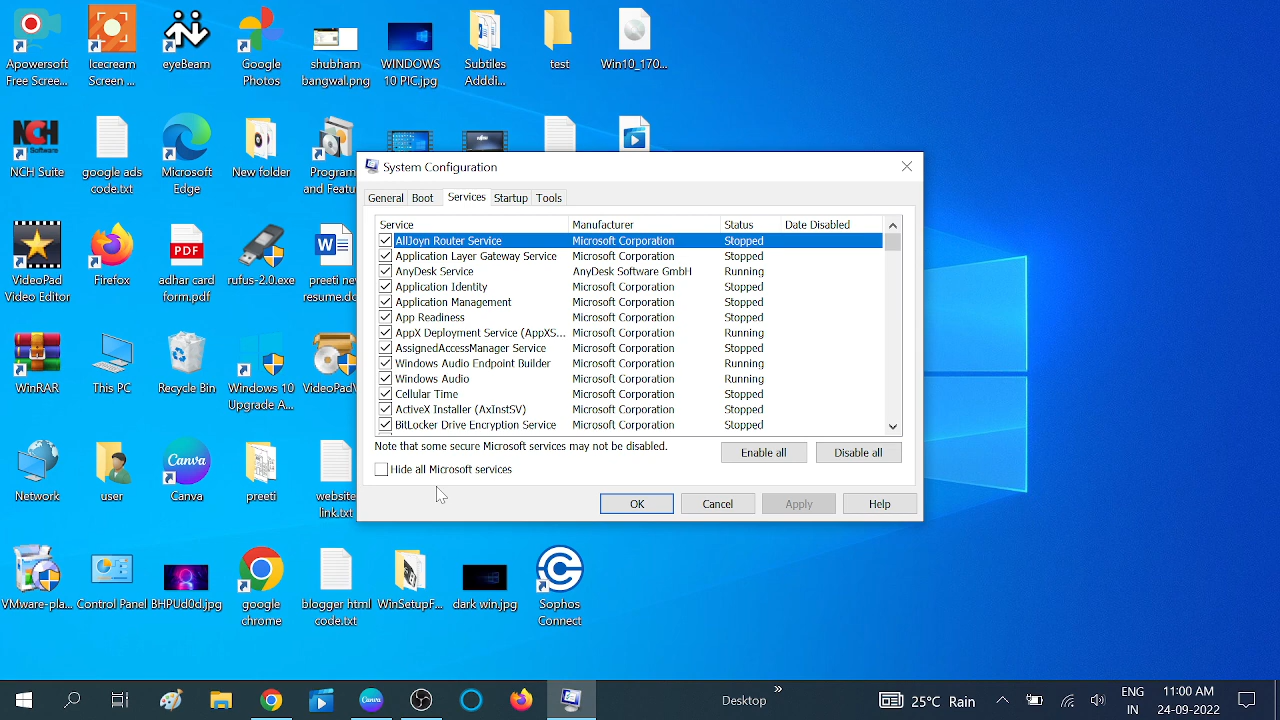 Apowersoft
Free Scree...
Icecream
Screen ...
eyeBeam
Google
Photos
shubham
bangwal.png
WINDOWS
10 PIC.jpg
Subtiles
Adddi...
test
Win10_170...
NCH
Software
NCH Suite
google ads
code.txt
Microsoft
Edge
New folder
Program
and Featu
System Configuration
General
Boot
Services
Startup
Tools
Service
Manufacturer
Status
Date Disabled
AllJoyn Router Service
Microsoft Corporation
Stopped
Application Layer Gateway Service
Microsoft Corporation
Stopped
AnyDesk Service
AnyDesk Software GmbH
Running
Application Identity
Microsoft Corporation
Stopped
Application Management
Microsoft Corporation
Stopped
App Readiness
Microsoft Corporation
Stopped
AppX Deployment Service (AppXS...
Microsoft Corporation
Running
AssignedAccessManager Service
Microsoft Corporation
Stopped
Windows Audio Endpoint Builder
Microsoft Corporation
Running
Windows Audio
Microsoft Corporation
Running
Cellular Time
Microsoft Corporation
Stopped
ActiveX Installer (AxInstSV)
Microsoft Corporation
Stopped
BitLocker Drive Encryption Service
Microsoft Corporation
Stopped
Note that some secure Microsoft services may not be disabled.
Enable all
Disable all
Hide all Microsoft services
OK
Cancel
Apply
Help
VideoPad
Video Editor
Firefox
PDF
adhar card
form.pdf
rufus-2.0.exe
W
preeti new
resume.do
WinRAR
This PC
Recycle Bin
Windows 10
Upgrade A...
VideoPad
Network
user
Canva
Canva
preeti
website
link.txt
VMware-pla...
Control Panel
BHPUd0d.jpg
google
chrome
blogger html
code.txt
WinSetupF...
dark win.jpg
Sophos
Connect
Canva
Desktop
»
25°C Rain
ENG
IN
11:00 AM
24-09-2022